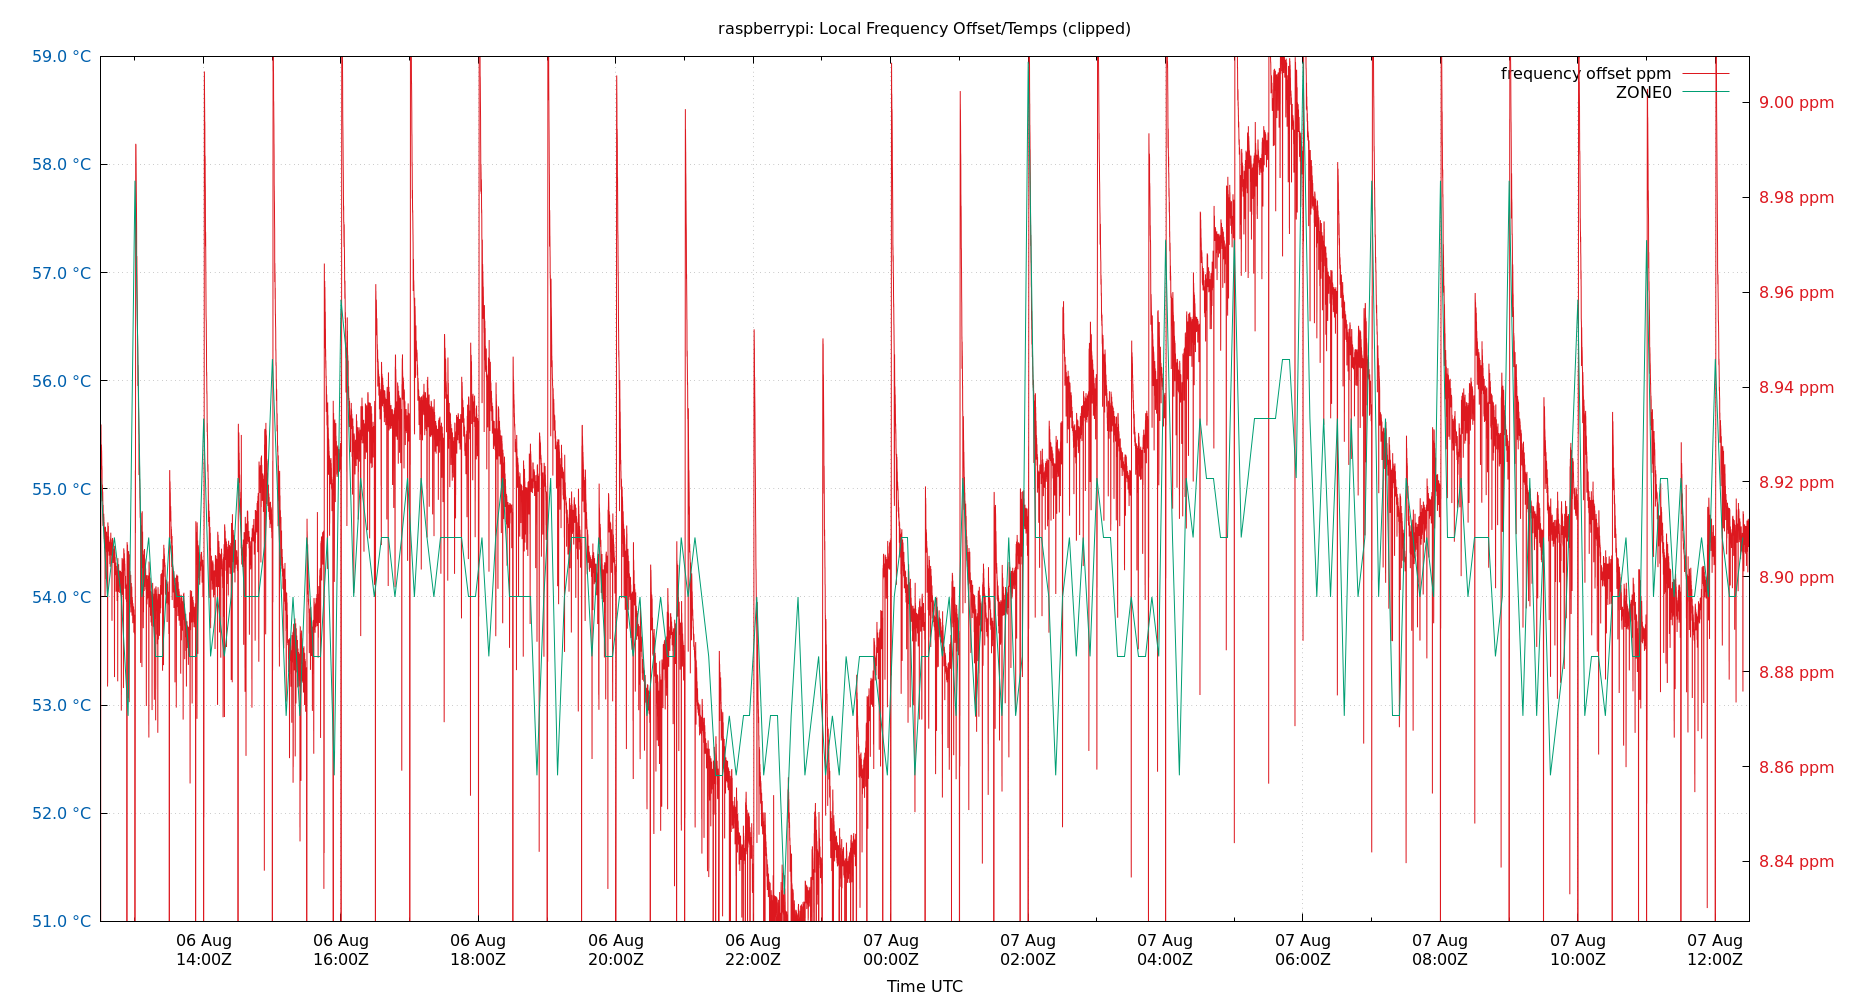 raspberrypi: Local Frequency Offset/Temps (clipped)
frequency offset ppm
ZONE0
59.0 °C
58.0 °C
57.0 °C
56.0 °C
55.0 °C
54.0 °C
53.0 °C
52.0 °C
51.0 °C
9.00 ppm
8.98 ppm
8.96 ppm
8.94 ppm
8.92 ppm
8.90 ppm
8.88 ppm
8.86 ppm
8.84 ppm
06 Aug
14:00Z
06 Aug
16:00Z
06 Aug
18:00Z
06 Aug
20:00Z
06 Aug
22:00Z
07 Aug
00:00Z
07 Aug
02:00Z
07 Aug
04:00Z
07 Aug
06:00Z
07 Aug
08:00Z
07 Aug
10:00Z
07 Aug
12:00Z
Time UTC